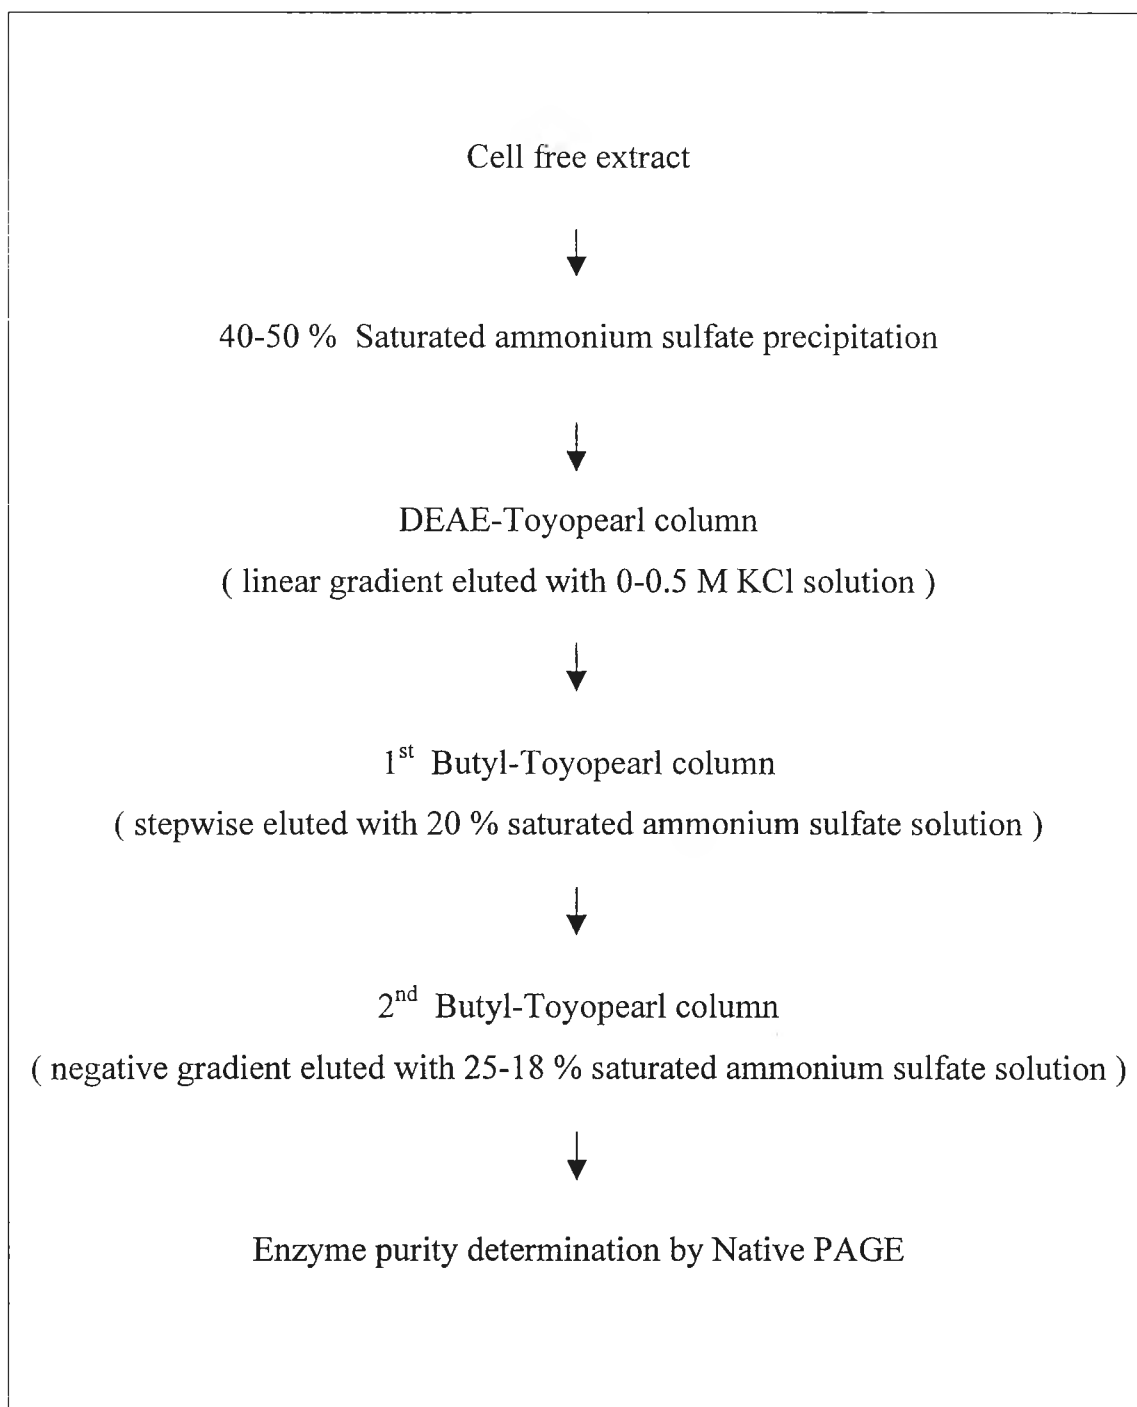 Cell free extract
40-50 % Saturated ammonium sulfate precipitation
DEAE-Toyopearl column
( linear gradient eluted with 0-0.5 M KCl solution )
1st Butyl-Toyopearl column
( stepwise eluted with 20 % saturated ammonium sulfate solution )
2nd Butyl-Toyopearl column
( negative gradient eluted with 25-18 % saturated ammonium sulfate solution )
Enzyme purity determination by Native PAGE